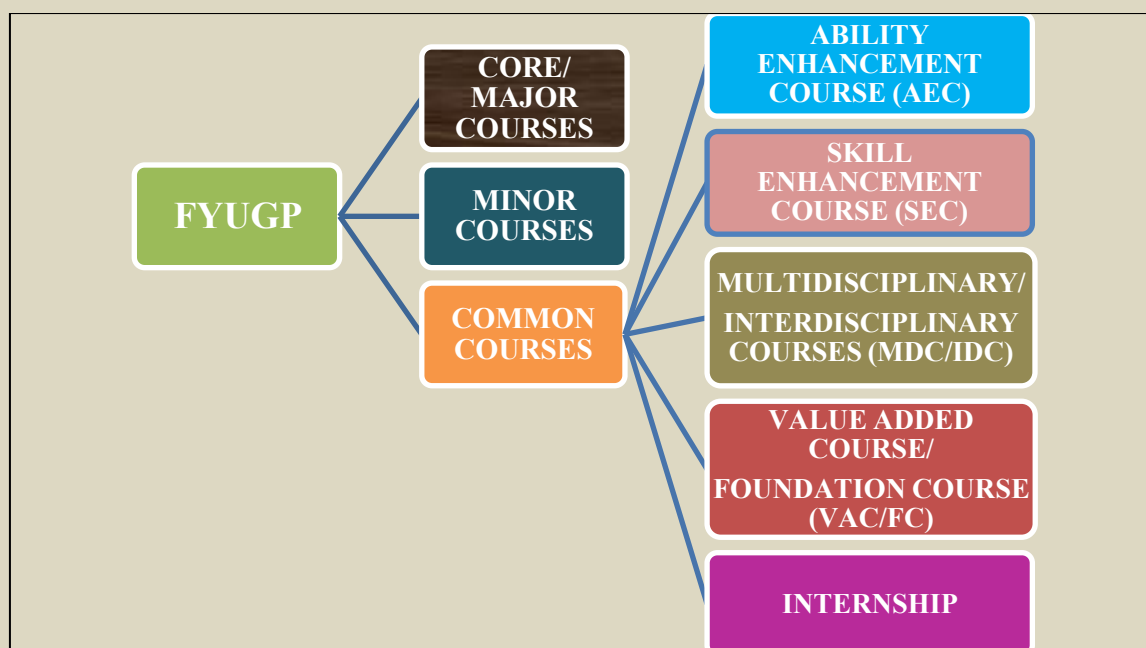 FYUGP
CORE/
MAJOR
COURSES
MINOR
COURSES
COMMON
COURSES
ABILITY
ENHANCEMENT
COURSE (AEC)
SKILL
ENHANCEMENT
COURSE (SEC)
MULTIDISCIPLINARY/
INTERDISCIPLINARY
COURSES (MDC/IDC)
VALUE ADDED
COURSE/
FOUNDATION COURSE
(VAC/FC)
INTERNSHIP